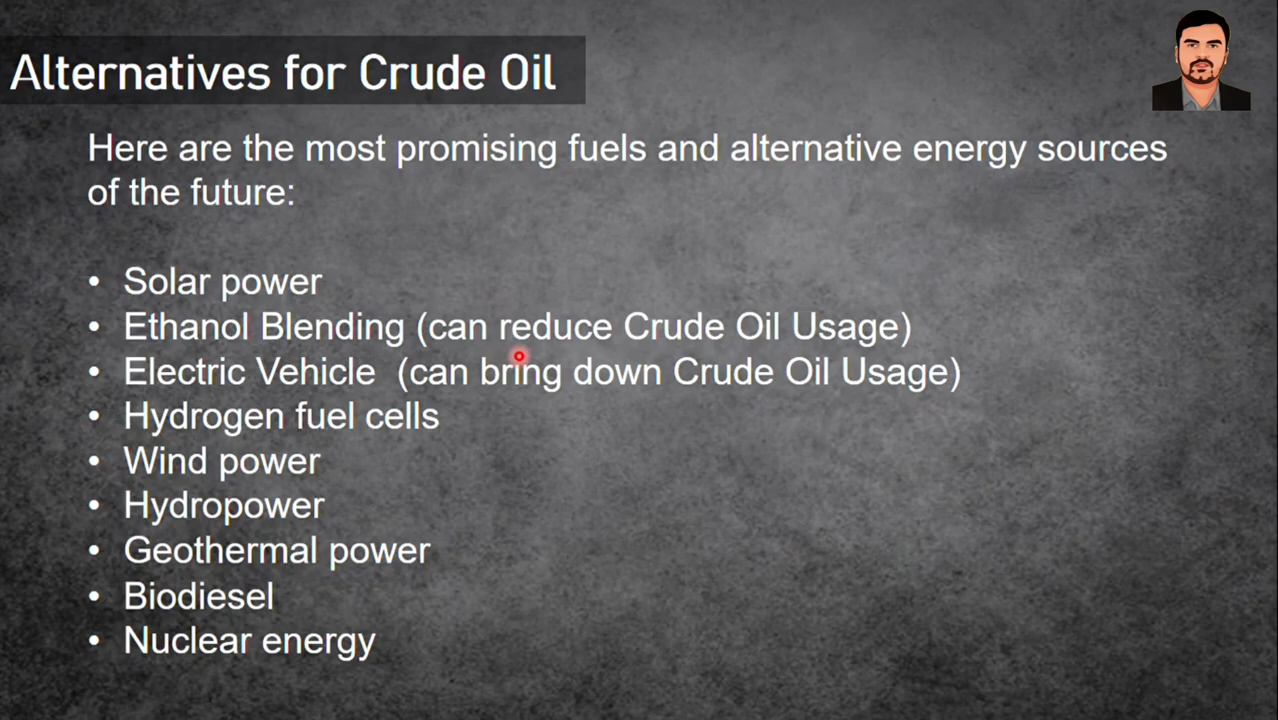 Alternatives for Crude Oil
Here are the most promising fuels and alternative energy sources
of the future:
• Solar power
• Ethanol Blending (can reduce Crude Oil Usage)
• Electric Vehicle  (can bring down Crude Oil Usage)
• Hydrogen fuel cells
• Wind power
• Hydropower
• Geothermal power
• Biodiesel
• Nuclear energy